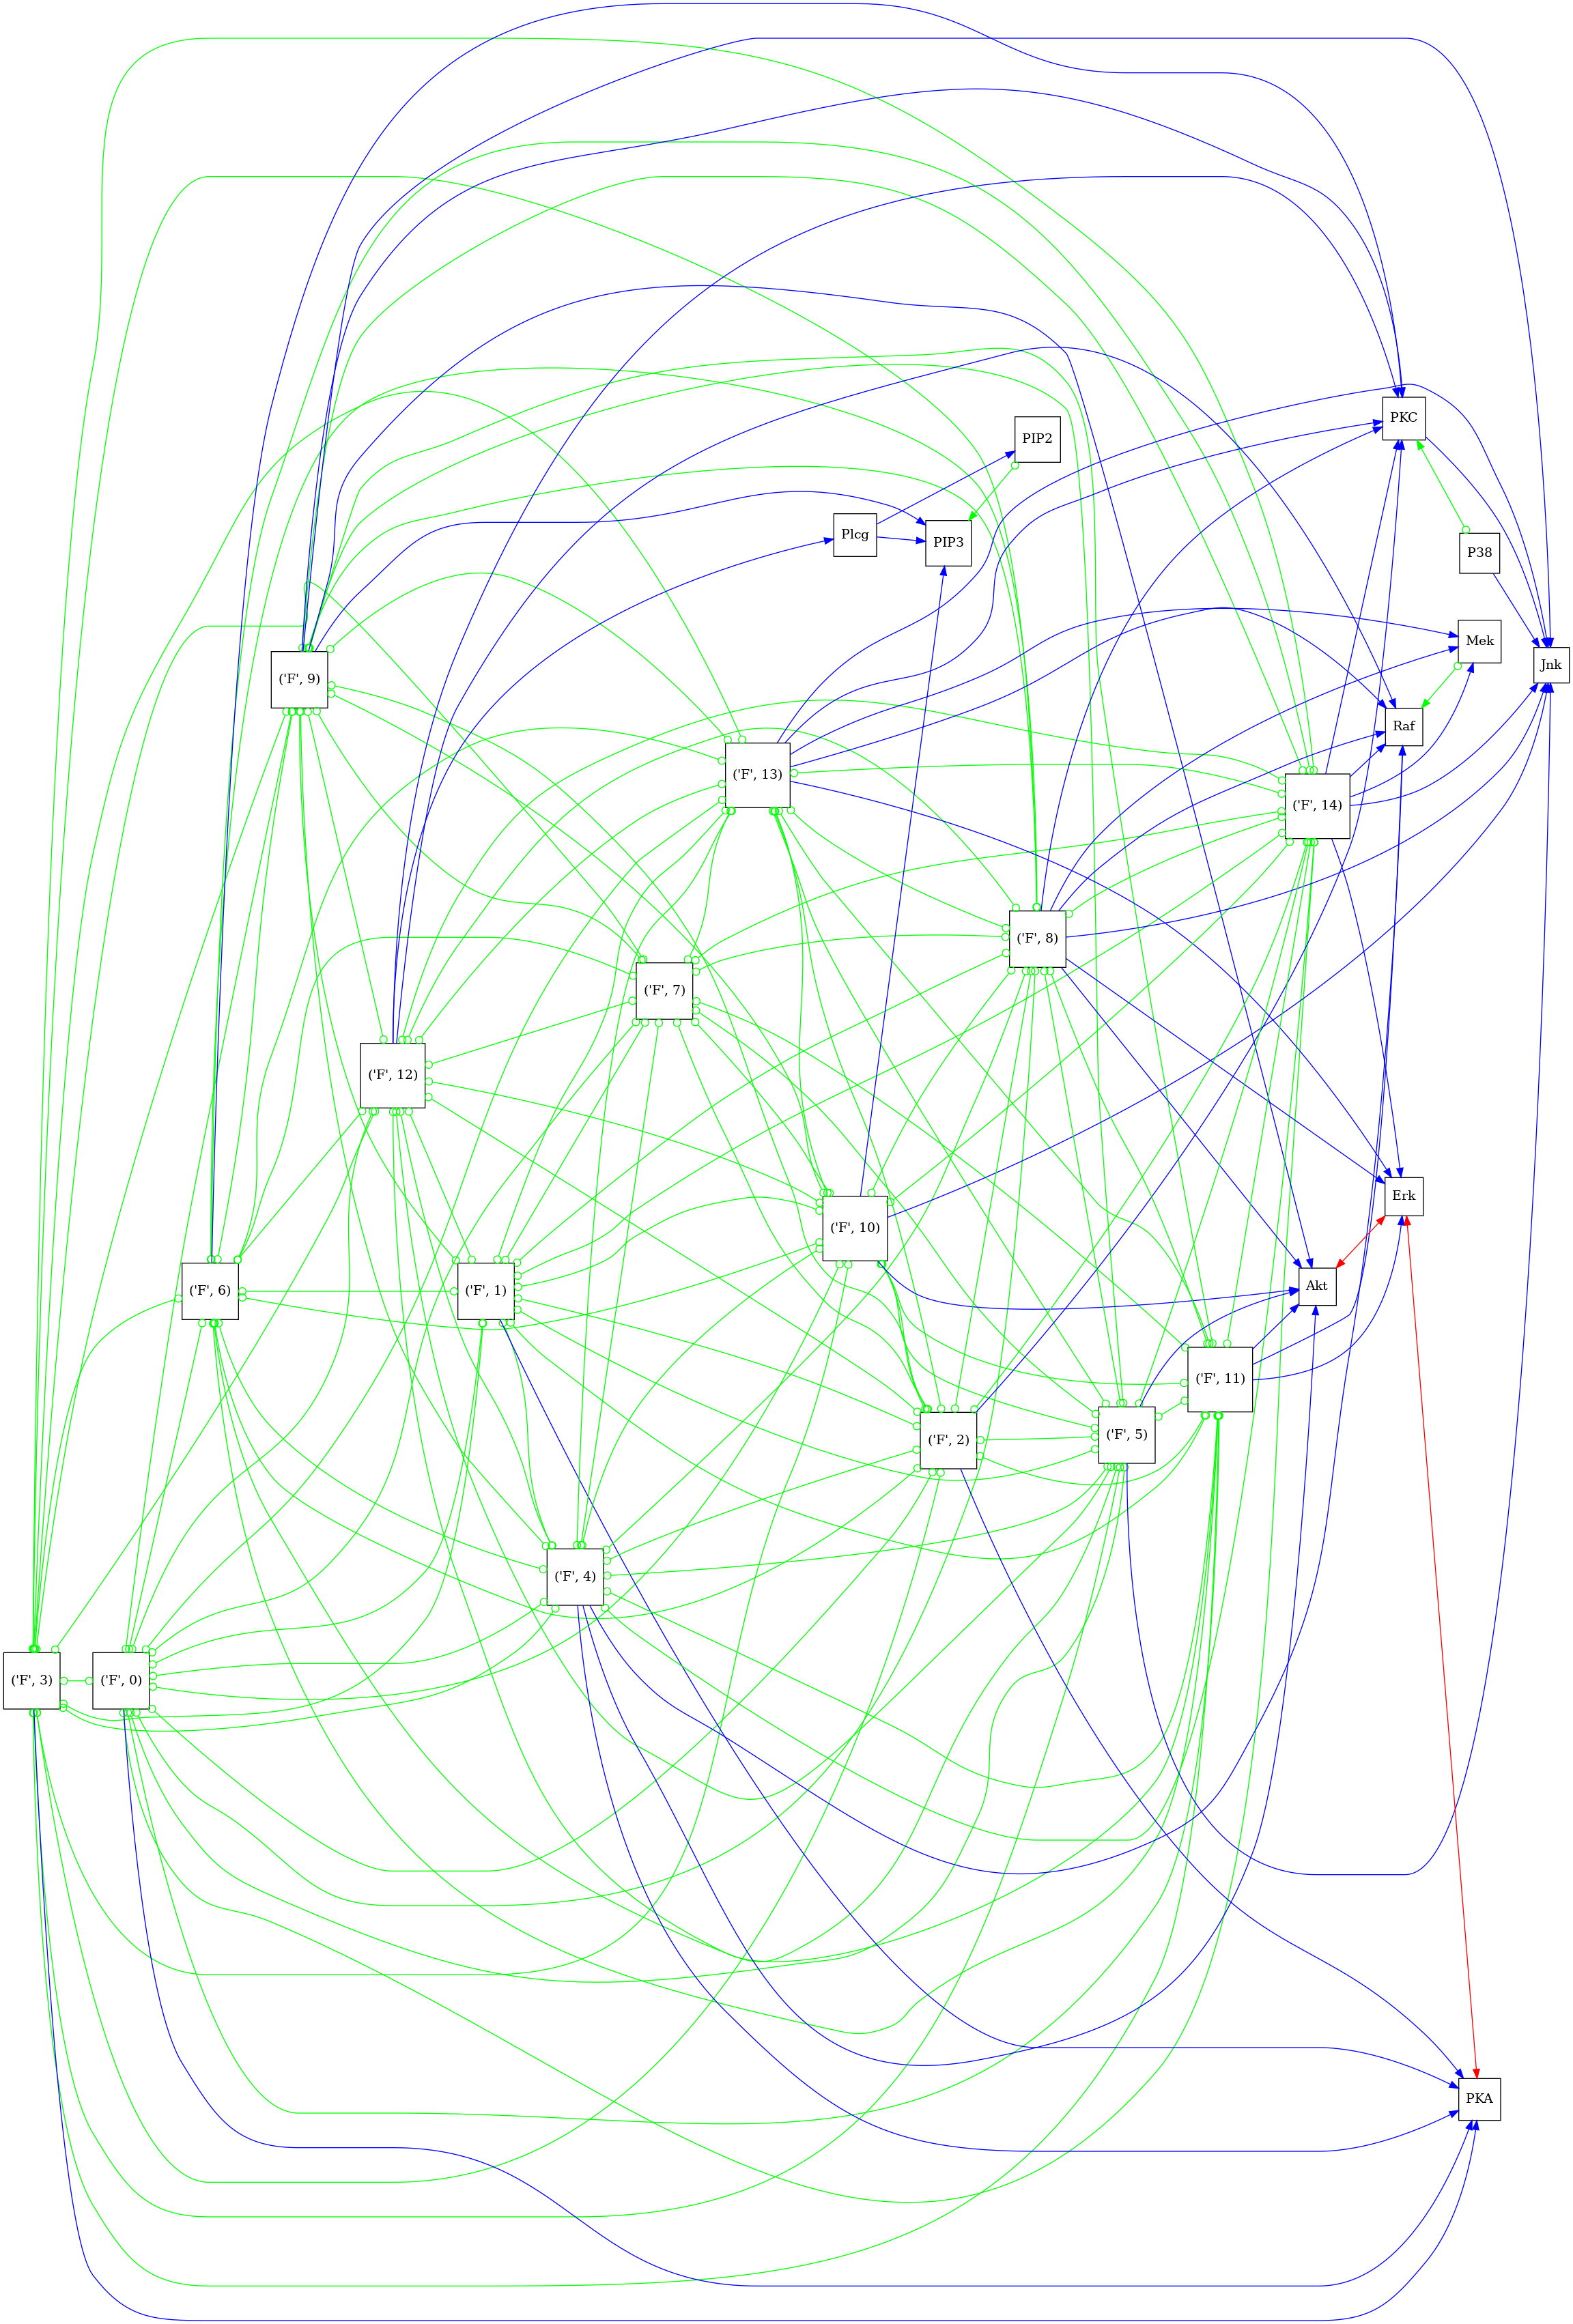 PKC
PIP2
Plcg
PIP3
P38
Mek
Jnk
('F', 9)
Raf
('F', 13)
('F', 14)
('F', 8)
('F', 7)
('F', 12)
Erk
('F', 10)
Akt
('F', 6)
('F', 1)
('F', 11)
('F', 5)
('F', 2)
('F', 4)
('F', 3)
('F', 0)
PKA